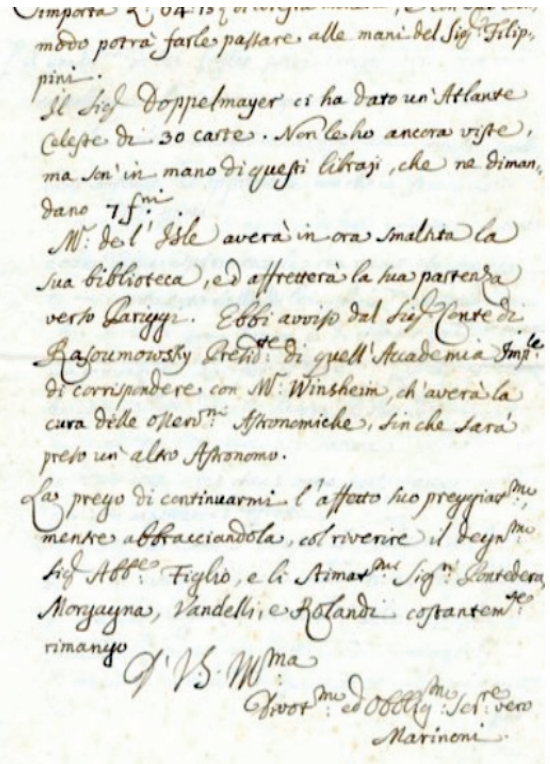 modo potrà farle passare alle mani del Sig.r Filip=
pini.
Il Sig.r Doppelmayer ci ha dato un' Atlante
Celeste di 30 carte. Non le ho ancora viste,
ma son' in mano di questi libraji, che ne diman=
dano 7 f.ni.
M.r de l' Isle averà in ora smaltita la
sua biblioteca, ed affretterà la sua partenza
verso Pariggi. Ebbi avviso dal Sig.r Conte di
Rasoumowsky Presid.te di quell' Accademia Imp.le
di corrispondere con M.r Winsheim, ch' averà la
cura delle osserv.ni Astronomiche, sin che sarà
preso un' altro Astronomo.
La prego di continuarmi l' affetto suo preggiat.mo,
mentre abbracciandola, col riverire il degn.mo
Sig.r Abb.e Figlio, e li Stimat.mi Sig.ri Pontedera,
Morgagna, Vandelli, e Rolandi costantem.te
rimango
D' V.S. Ill.ma
Divot.mo ed Obblig.mo Ser.re vero
Marinoni.